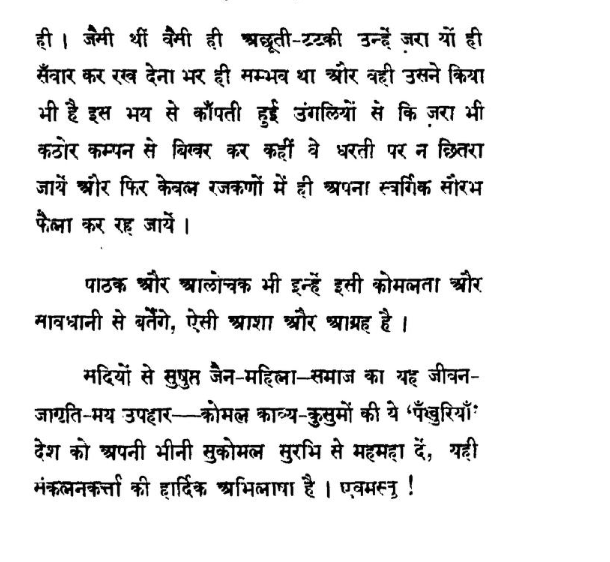 ही । जैसी थीं वैसी ही अछूती-टटकी उन्हें ज़रा यों ही
सँवार कर रख देना भर ही सम्भव था और वही उसने किया
भी है इस भय से काँपती हुई उंगलियों से कि ज़रा भी
कठोर कम्पन से बिखर कर कहीं वे धरती पर न छितरा
जायें और फिर केवल रजकणों में ही अपना स्वर्गिक सौरभ
फैला कर रह जायें ।
पाठक और आलोचक भी इन्हें इसी कोमलता और
सावधानी से बर्तेंगे, ऐसी आशा और आग्रह है ।
सदियों से सुषुप्त जैन-महिला-समाज का यह जीवन-
जागृति-मय उपहार—कोमल काव्य-कुसुमों की ये 'पँखुरियाँ'
देश को अपनी भीनी सुकोमल सुरभि से महमहा दें, यही
संकलनकर्त्ता की हार्दिक अभिलाषा है । एवमस्तु !